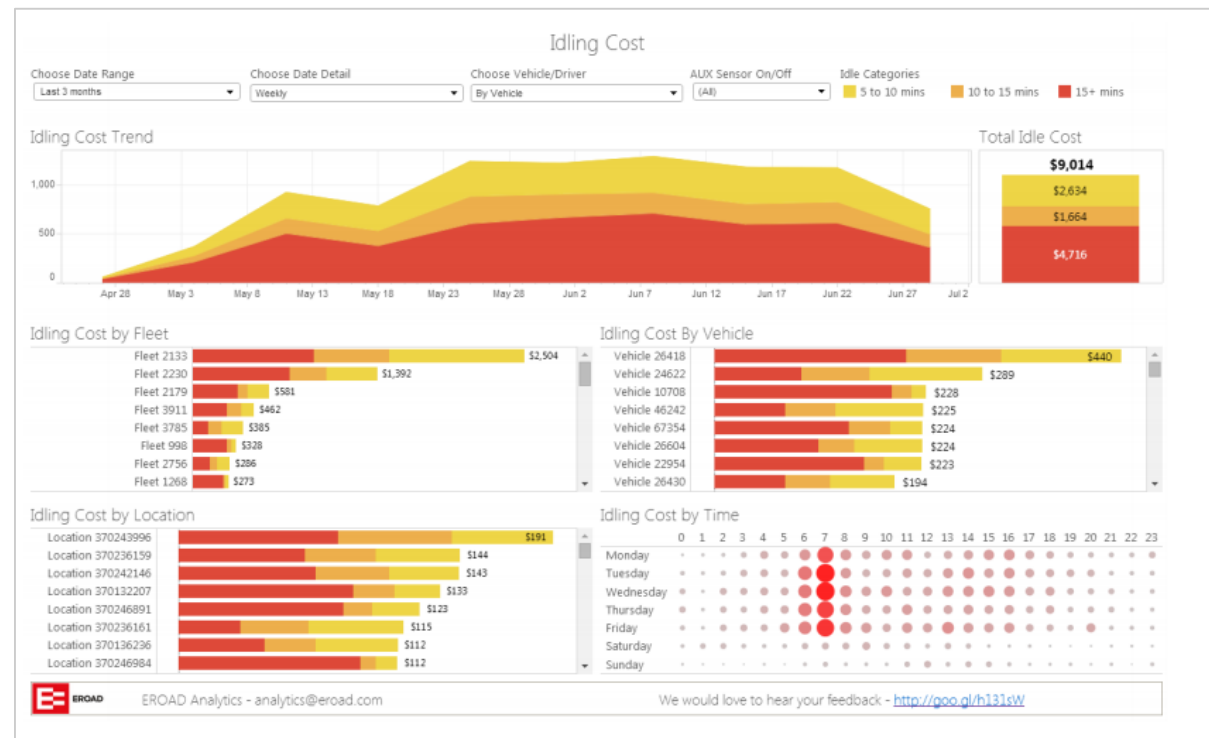 Idling Cost
Choose Date Range Choose Date Detail Choose Vehicle/Driver AUX Sensor On/Off Idle Categories
Last 3 months Weekly By Vehicle (All) 5 to 10 mins 10 to 15 mins 15+ mins
Idling Cost Trend Total Idle Cost
$9,014
1,000
$2,634
$1,664
500
$4,716
0
Apr 28 May 3 May 8 May 13 May 18 May 23 May 28 Jun 2 Jun 7 Jun 12 Jun 17 Jun 22 Jun 27 Jul 2
Idling Cost by Fleet
Fleet 2133 $2,504
Fleet 2230 $1,392
Fleet 2179 $581
Fleet 3911 $462
Fleet 3785 $385
Fleet 998 $328
Fleet 2756 $286
Fleet 1268 $273
Idling Cost By Vehicle
Vehicle 26418 $440
Vehicle 24622 $289
Vehicle 10708 $228
Vehicle 46242 $225
Vehicle 67354 $224
Vehicle 26604 $224
Vehicle 22954 $223
Vehicle 26430 $194
Idling Cost by Location
Location 370243996 $191
Location 370236159 $144
Location 370242146 $143
Location 370132207 $133
Location 370246891 $123
Location 370236161 $115
Location 370136236 $112
Location 370246984 $112
Idling Cost by Time
0 1 2 3 4 5 6 7 8 9 10 11 12 13 14 15 16 17 18 19 20 21 22 23
Monday
Tuesday
Wednesday
Thursday
Friday
Saturday
Sunday
EROAD EROAD Analytics - analytics@eroad.com We would love to hear your feedback - http://goo.gl/h131sW